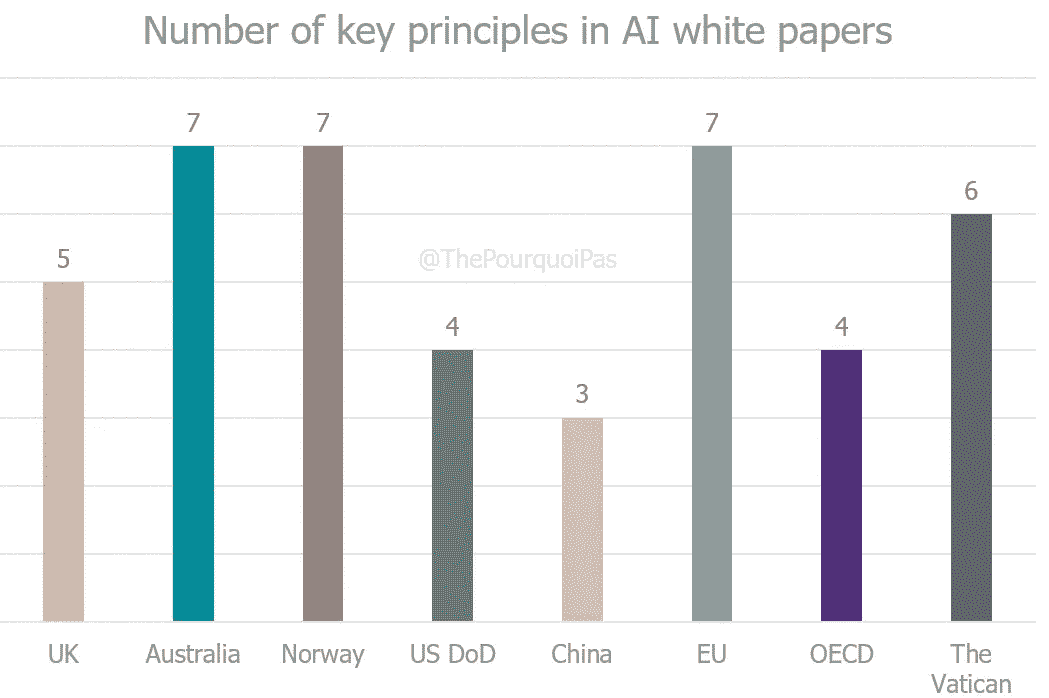 Number of key principles in AI white papers
7
7
7
6
5
@ThePourquoiPas
4
4
3
UK
Australia
Norway
US DoD
China
EU
OECD
The
Vatican